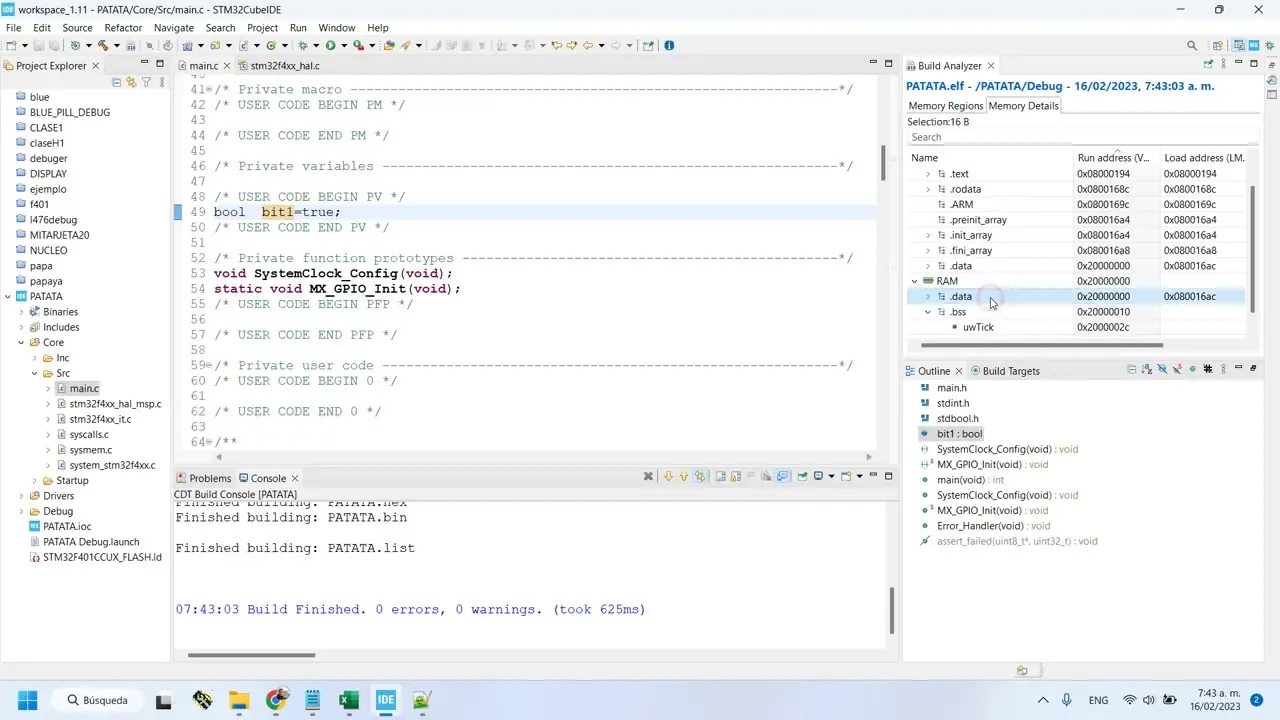 workspace_1.11 - PATATA/Core/Src/main.c - STM32CubeIDE
File Edit Source Refactor Navigate Search Project Run Window Help
Project Explorer
blue
BLUE_PILL_DEBUG
CLASE1
claseH1
debuger
DISPLAY
ejemplo
f401
l476debug
MITARJETA20
NUCLEO
papa
papaya
PATATA
Binaries
Includes
Core
Inc
Src
main.c
stm32f4xx_hal_msp.c
stm32f4xx_it.c
syscalls.c
sysmem.c
system_stm32f4xx.c
Startup
Drivers
Debug
PATATA.ioc
PATATA Debug.launch
STM32F401CCUX_FLASH.ld
main.c stm32f4xx_hal.c
41 /* Private macro -------------------------------------------------------------*/
42 /* USER CODE BEGIN PM */
43
44 /* USER CODE END PM */
45
46 /* Private variables ---------------------------------------------------------*/
47
48 /* USER CODE BEGIN PV */
49 bool  bit1=true;
50 /* USER CODE END PV */
51
52 /* Private function prototypes -----------------------------------------------*/
53 void SystemClock_Config(void);
54 static void MX_GPIO_Init(void);
55 /* USER CODE BEGIN PFP */
56
57 /* USER CODE END PFP */
58
59 /* Private user code ---------------------------------------------------------*/
60 /* USER CODE BEGIN 0 */
61
62 /* USER CODE END 0 */
63
64 /**
Problems Console
CDT Build Console [PATATA]
Finished building: PATATA.hex
Finished building: PATATA.bin
Finished building: PATATA.list
07:43:03 Build Finished. 0 errors, 0 warnings. (took 625ms)
Build Analyzer
PATATA.elf - /PATATA/Debug - 16/02/2023, 7:43:03 a. m.
Memory Regions Memory Details
Selection:16 B
Search
Name Run address (V... Load address (LM.
.text 0x08000194 0x08000194
.rodata 0x0800168c 0x0800168c
.ARM 0x0800169c 0x0800169c
.preinit_array 0x080016a4 0x080016a4
.init_array 0x080016a4 0x080016a4
.fini_array 0x080016a8 0x080016a8
.data 0x20000000 0x080016ac
RAM 0x20000000
.data 0x20000000 0x080016ac
.bss 0x20000010
uwTick 0x2000002c
Outline Build Targets
main.h
stdint.h
stdbool.h
bit1 : bool
SystemClock_Config(void) : void
MX_GPIO_Init(void) : void
main(void) : int
SystemClock_Config(void) : void
MX_GPIO_Init(void) : void
Error_Handler(void) : void
assert_failed(uint8_t*, uint32_t) : void
Búsqueda
IDE
ENG
7:43 a. m.
16/02/2023
2